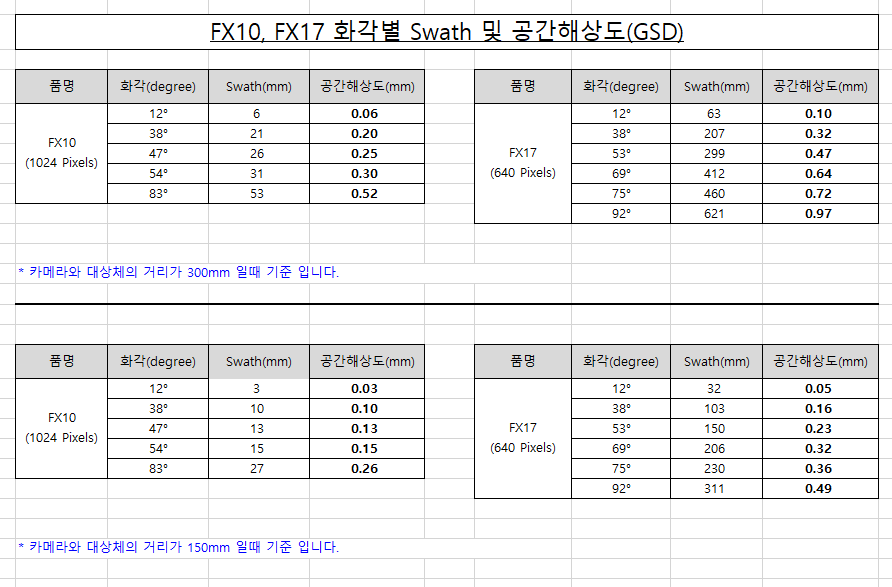 FX10, FX17 화각별 Swath 및 공간해상도(GSD)
품명 화각(degree) Swath(mm) 공간해상도(mm)
FX10
(1024 Pixels)
12° 6 0.06
38° 21 0.20
47° 26 0.25
54° 31 0.30
83° 53 0.52
품명 화각(degree) Swath(mm) 공간해상도(mm)
FX17
(640 Pixels)
12° 63 0.10
38° 207 0.32
53° 299 0.47
69° 412 0.64
75° 460 0.72
92° 621 0.97
* 카메라와 대상체의 거리가 300mm 일때 기준 입니다.
품명 화각(degree) Swath(mm) 공간해상도(mm)
FX10
(1024 Pixels)
12° 3 0.03
38° 10 0.10
47° 13 0.13
54° 15 0.15
83° 27 0.26
품명 화각(degree) Swath(mm) 공간해상도(mm)
FX17
(640 Pixels)
12° 32 0.05
38° 103 0.16
53° 150 0.23
69° 206 0.32
75° 230 0.36
92° 311 0.49
* 카메라와 대상체의 거리가 150mm 일때 기준 입니다.